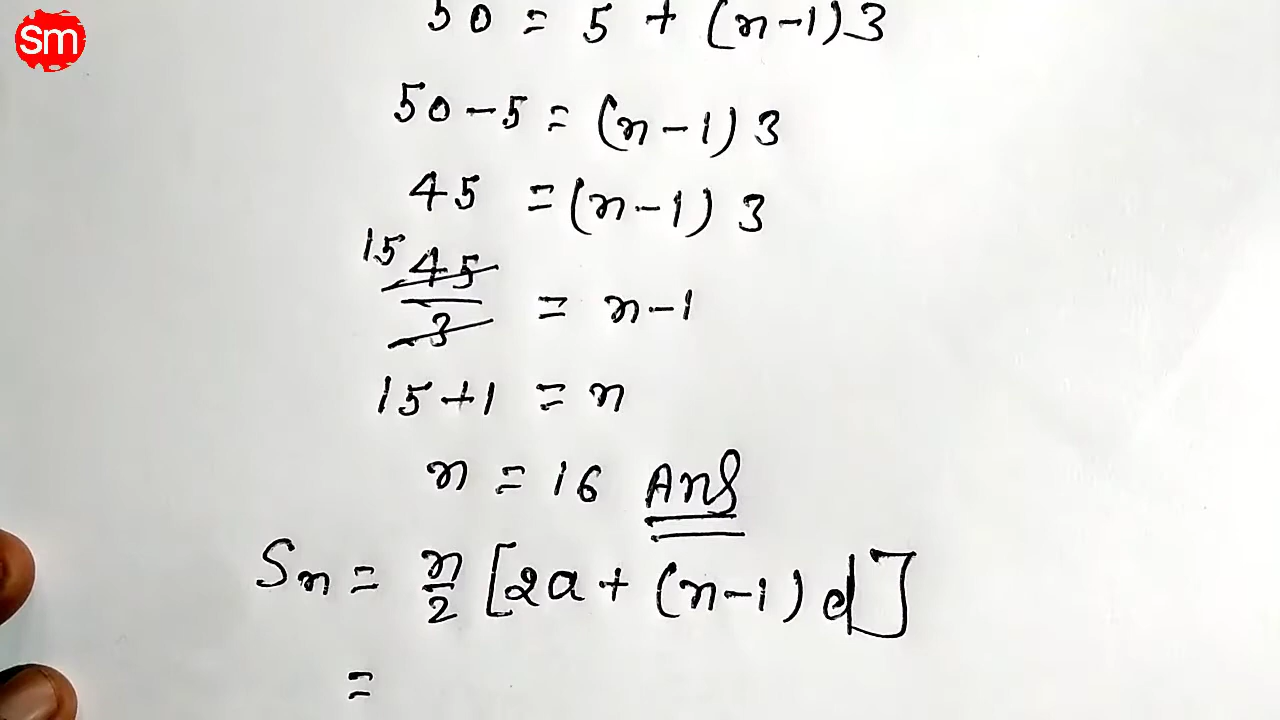 Sm
50 = 5 + (n-1)3
50-5 = (n-1) 3
45 = (n-1) 3
15 45/3 = n-1
15+1 = n
n = 16 Ans
Sn = n/2 [2a + (n-1) d]
=